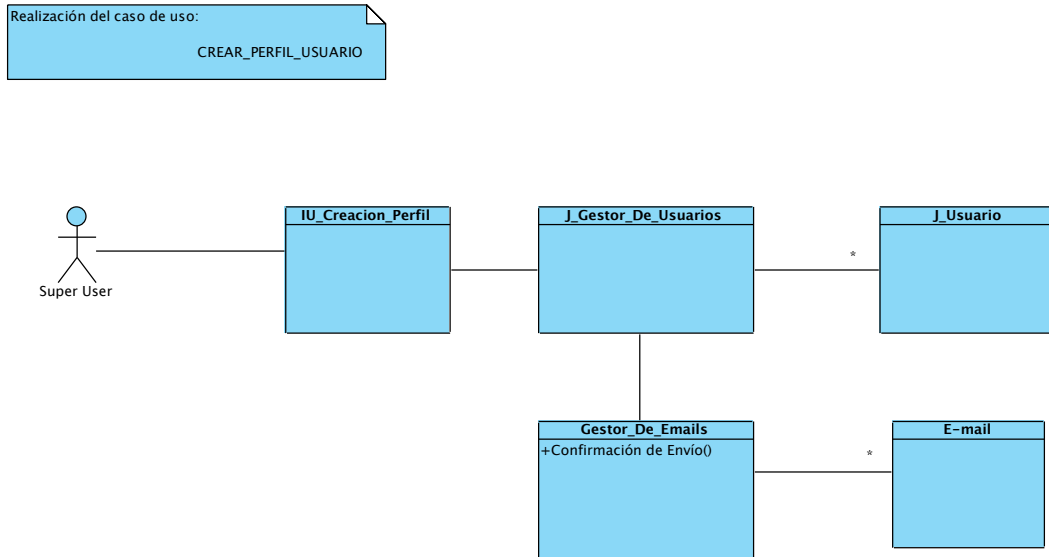 Realización del caso de uso:
CREAR_PERFIL_USUARIO
IU_Creacion_Perfil
J_Gestor_De_Usuarios
J_Usuario
*
Super User
Gestor_De_Emails
E-mail
+Confirmación de Envío()
*